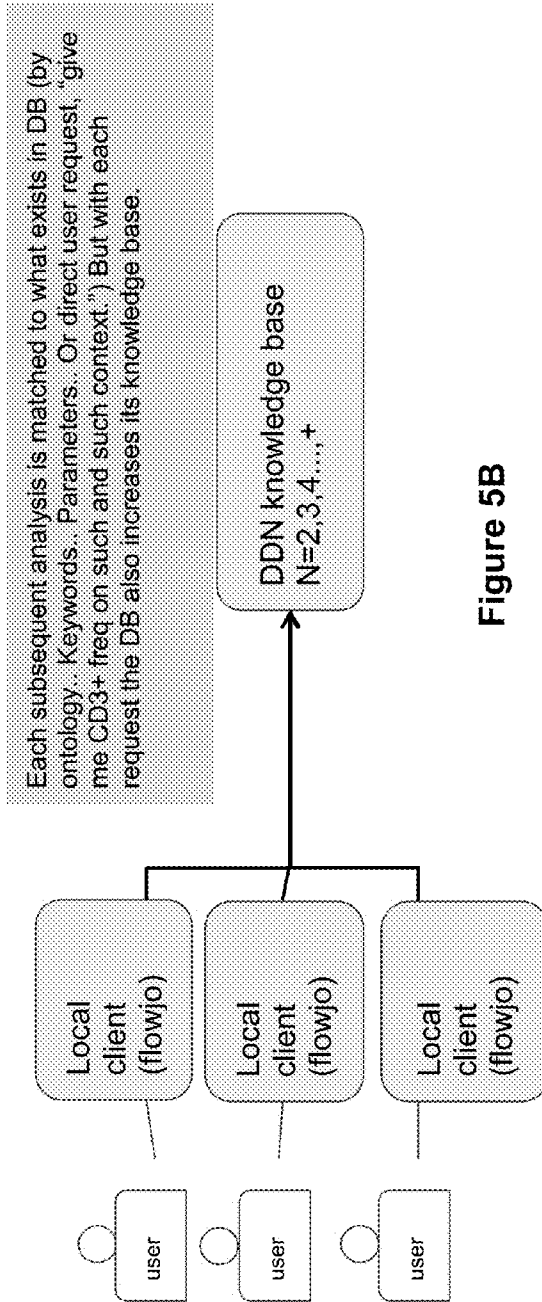 Each subsequent analysis is matched to what exists in DB (by
ontology.. Keywords.. Parameters.. Or direct user request, “give
me CD3+ freq on such and such context.”) But with each
request the DB also increases its knowledge base.
user
Local
client
(flowjo)
user
Local
client
(flowjo)
user
Local
client
(flowjo)
DDN knowledge base
N=2,3,4...,+
Figure 5B